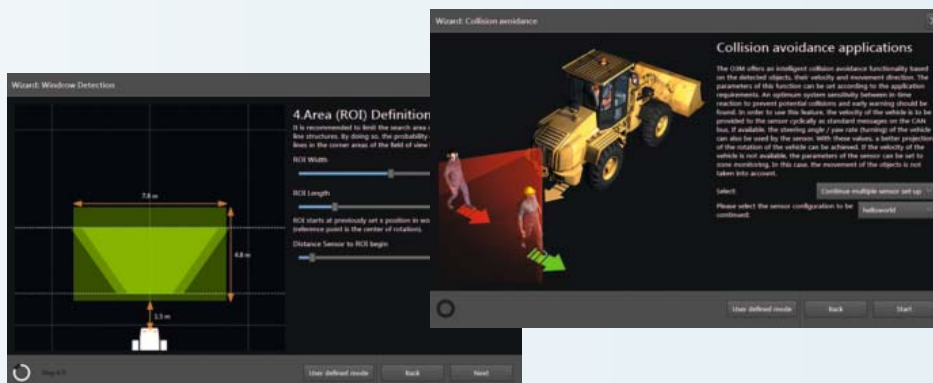 Wizard: Windrow Detection
4.Area (ROI) Definition
It is recommended to limit the search area
line structures. By doing so, the probability
lines in the corner areas of the field of view
ROI Width
ROI Length
ROI starts at previously set x position in wo
(reference point is the center of rotation).
Distance Sensor to ROI begin
7.8 m
4.8 m
1.5 m
User defined mode
Back
Next
Wizard: Collision avoidance
Collision avoidance applications
The O3M offers an intelligent collision avoidance functionality based
on the detected objects, their velocity and movement direction. The
parameters of this function can be set according to the application
requirements. An optimum system sensitivity between in-time
reaction to prevent potential collisions and early warning should be
found. In order to use this feature, the velocity of the vehicle is to be
provided to the sensor cyclically as standard messages on the CAN
bus. If available, the steering angle / yaw rate (turning) of the vehicle
can also be used by the sensor. With these values, a better projection
of the rotation of the vehicle can be achieved. If the velocity of the
vehicle is not available, the parameters of the sensor can be set to
zone monitoring. In this case, the movement of the objects is not
taken into account.
Select:
Continue multiple sensor set up
Please select the sensor configuration to be
continued:
helloworld
User defined mode
Back
Start